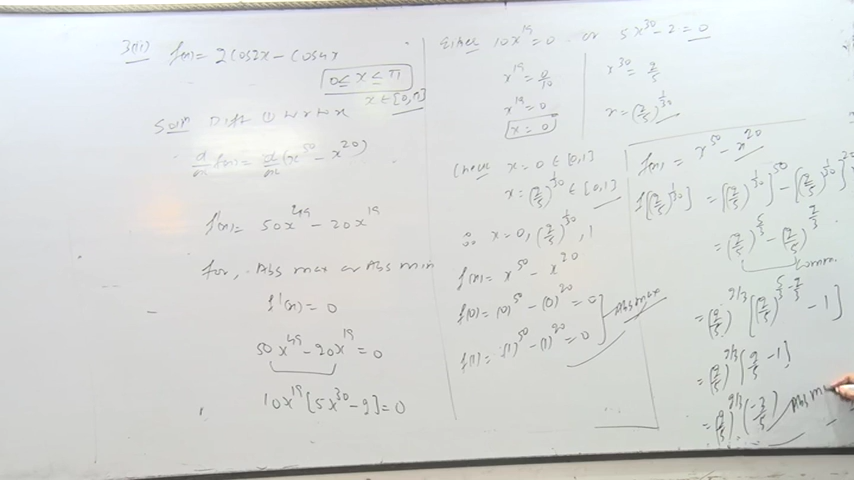 3(ii) f(x) = 2cos2x - cos4x
0 ≤ x ≤ π
x ∈ [0, π]
Soln Diff ① w r to x
d/dx f(x) = d/dx (x^50 - x^20)
f'(x) = 50x^49 - 20x^19
for, Abs max or Abs min
f'(x) = 0
50x^49 - 20x^19 = 0
10x^19 [5x^30 - 2] = 0
Either 10x^19 = 0 or 5x^30 - 2 = 0
x^19 = 0/10
x^30 = 2/5
x^19 = 0
x = (2/5)^1/30
x = 0
Check x = 0 ∈ [0,1]
x = (2/5)^1/30 ∈ [0,1]
∴ x = 0, (2/5)^1/30, 1
f(x) = x^50 - x^20
f(0) = (0)^50 - (0)^20 = 0
Abs max
f(1) = (1)^50 - (1)^20 = 0
f(x) = x^50 - x^20
f[(2/5)^1/30] = [(2/5)^1/30]^50 - [(2/5)^1/30]^20
= (2/5)^5/3 - (2/5)^2/3
Comm.
= (2/5)^2/3 [(2/5)^5/3-2/3 - 1]
= (2/5)^2/3 [2/5 - 1]
= (2/5)^2/3 (-3/5) Abs m